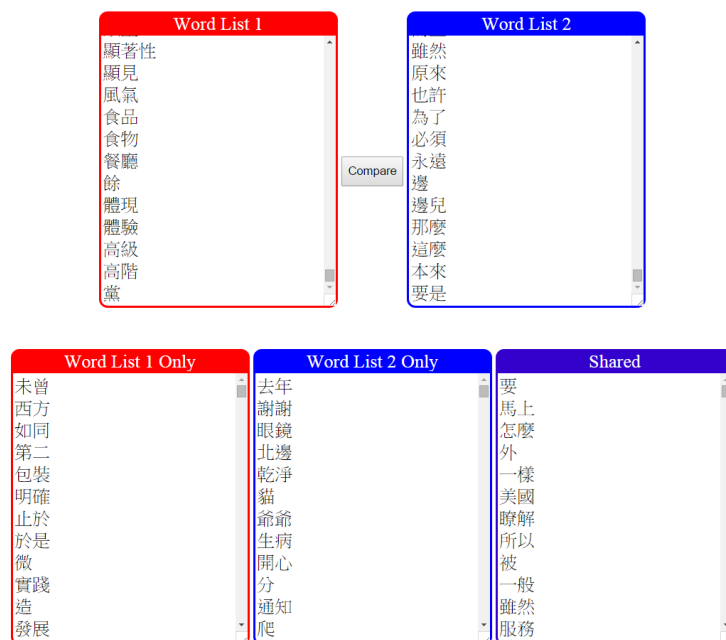 Word List 1
顯著性
顯見
風氣
食品
食物
餐廳
餘
體現
體驗
高級
高階
黨
Compare
Word List 2
雖然
原來
也許
為了
必須
永遠
邊
邊兒
那麼
這麼
本來
要是
Word List 1 Only
未曾
西方
如同
第二
包裝
明確
止於
於是
微
實踐
造
發展
Word List 2 Only
去年
謝謝
眼鏡
北邊
乾淨
貓
爺爺
生病
開心
分
通知
爬
Shared
要
馬上
怎麼
外
一樣
美國
瞭解
所以
被
一般
雖然
服務